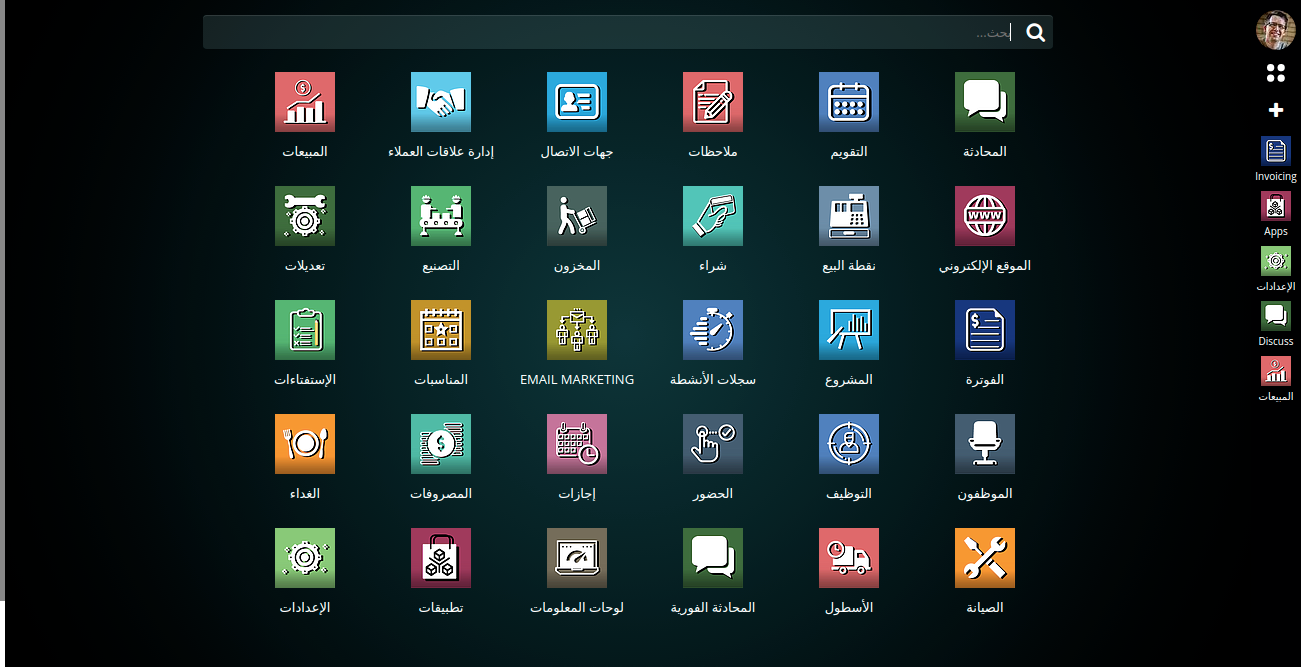 بحث...
المحادثة
التقويم
ملاحظات
جهات الاتصال
إدارة علاقات العملاء
المبيعات
WWW
الموقع الإلكتروني
نقطة البيع
شراء
المخزون
التصنيع
تعديلات
الفوترة
المشروع
سجلات الأنشطة
EMAIL MARKETING
المناسبات
الإستفتاءات
الموظفون
التوظيف
الحضور
إجازات
المصروفات
الغداء
الصيانة
الأسطول
المحادثة الفورية
لوحات المعلومات
تطبيقات
الإعدادات
Invoicing
Apps
الإعدادات
Discuss
المبيعات